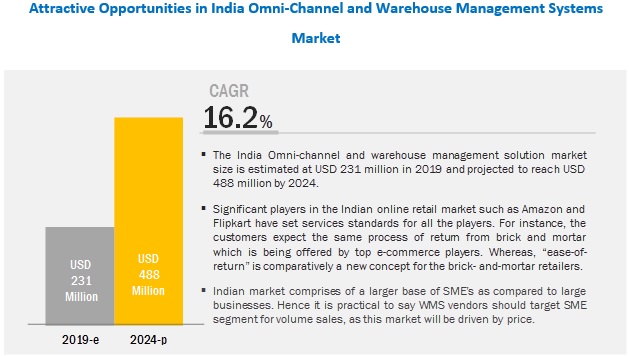 Attractive Opportunities in India Omni-Channel and Warehouse Management Systems
Market
CAGR
16.2%
▪ The India Omni-channel and warehouse management solution market
size is estimated at USD 231 million in 2019 and projected to reach USD
488 million by 2024.
▪ Significant players in the Indian online retail market such as Amazon and
Flipkart have set services standards for all the players. For instance, the
customers expect the same process of return from brick and mortar
which is being offered by top e-commerce players. Whereas, “ease-of-
return” is comparatively a new concept for the brick- and-mortar retailers.
▪ Indian market comprises of a larger base of SME's as compared to large
businesses. Hence it is practical to say WMS vendors should target SME
segment for volume sales, as this market will be driven by price.
USD
231
Million
USD
488
Million
2019-e
2024-p